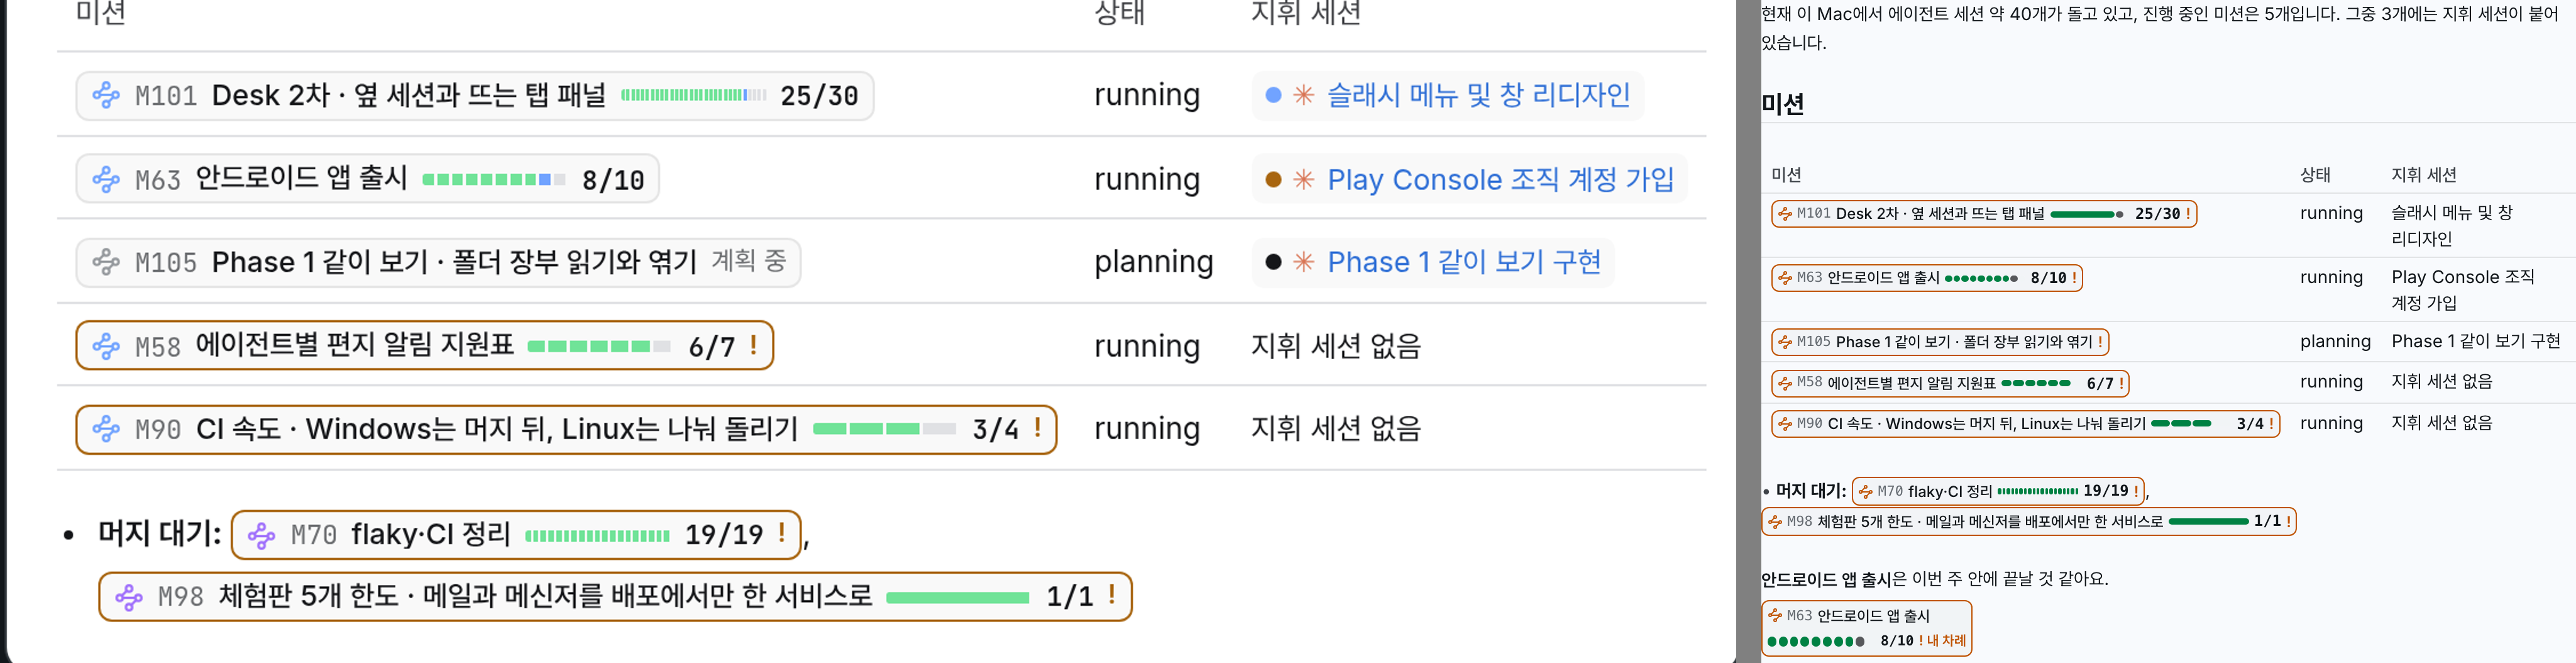 미션 상태 지휘 세션
M101 Desk 2차 · 옆 세션과 뜨는 탭 패널 25/30 running 슬래시 메뉴 및 창 리디자인
M63 안드로이드 앱 출시 8/10 running Play Console 조직 계정 가입
M105 Phase 1 같이 보기 · 폴더 장부 읽기와 엮기 계획 중 planning Phase 1 같이 보기 구현
M58 에이전트별 편지 알림 지원표 6/7 ! running 지휘 세션 없음
M90 CI 속도 · Windows는 머지 뒤, Linux는 나눠 돌리기 3/4 ! running 지휘 세션 없음
• 머지 대기: M70 flaky·CI 정리 19/19 !,
M98 체험판 5개 한도 · 메일과 메신저를 배포에서만 한 서비스로 1/1 !
현재 이 Mac에서 에이전트 세션 약 40개가 돌고 있고, 진행 중인 미션은 5개입니다. 그중 3개에는 지휘 세션이 붙어
있습니다.
미션
미션 상태 지휘 세션
M101 Desk 2차 · 옆 세션과 뜨는 탭 패널 25/30 ! running 슬래시 메뉴 및 창
리디자인
M63 안드로이드 앱 출시 8/10 ! running Play Console 조직
계정 가입
M105 Phase 1 같이 보기 · 폴더 장부 읽기와 엮기 ! planning Phase 1 같이 보기 구현
M58 에이전트별 편지 알림 지원표 6/7 ! running 지휘 세션 없음
M90 CI 속도 · Windows는 머지 뒤, Linux는 나눠 돌리기 3/4 ! running 지휘 세션 없음
• 머지 대기: M70 flaky·CI 정리 19/19 !,
M98 체험판 5개 한도 · 메일과 메신저를 배포에서만 한 서비스로 1/1 !
안드로이드 앱 출시은 이번 주 안에 끝날 것 같아요.
M63 안드로이드 앱 출시
8/10 ! 내 차례